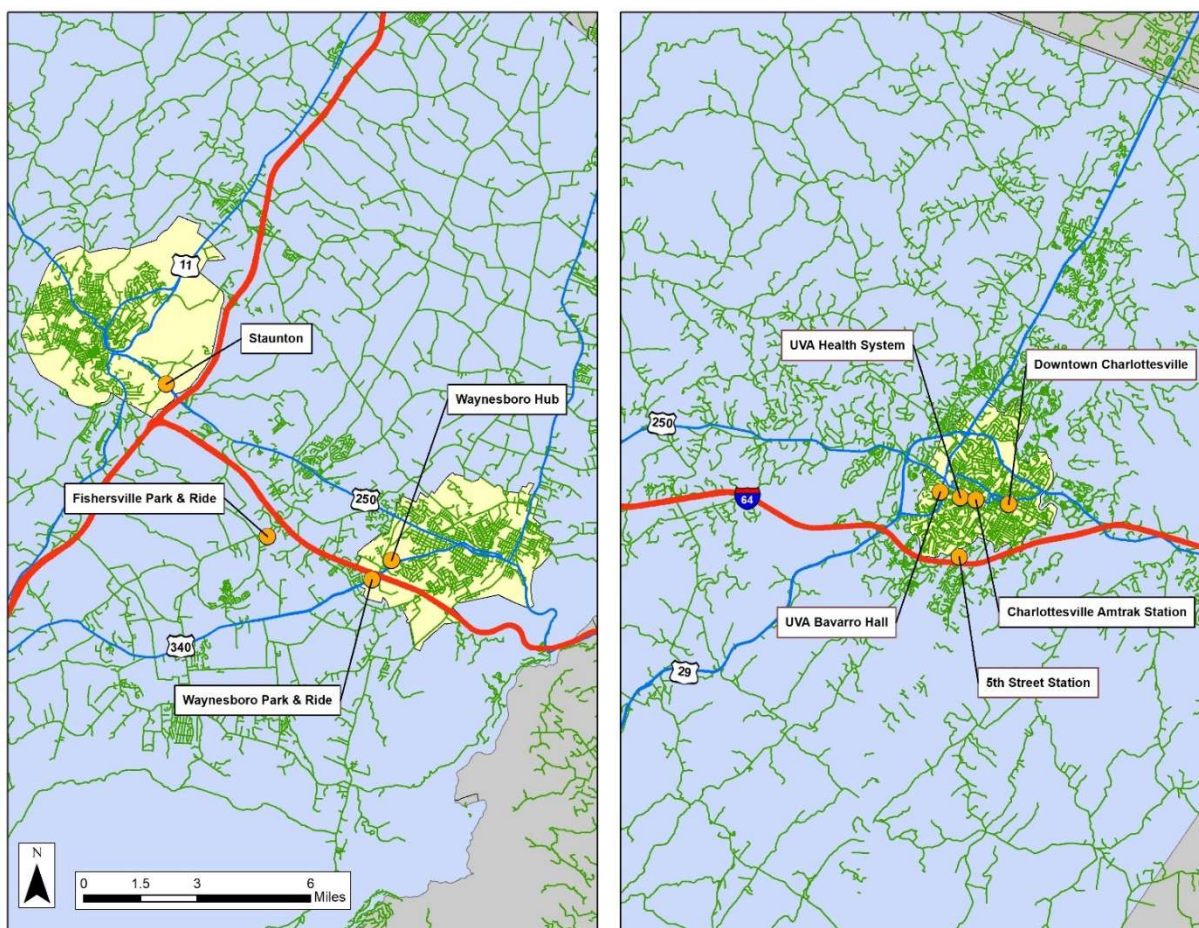 11
Staunton
Waynesboro Hub
Fishersville Park & Ride
250
340
Waynesboro Park & Ride
N
0 1.5 3 6
Miles
UVA Health System
Downtown Charlottesville
250
64
UVA Bavarro Hall
Charlottesville Amtrak Station
29
5th Street Station